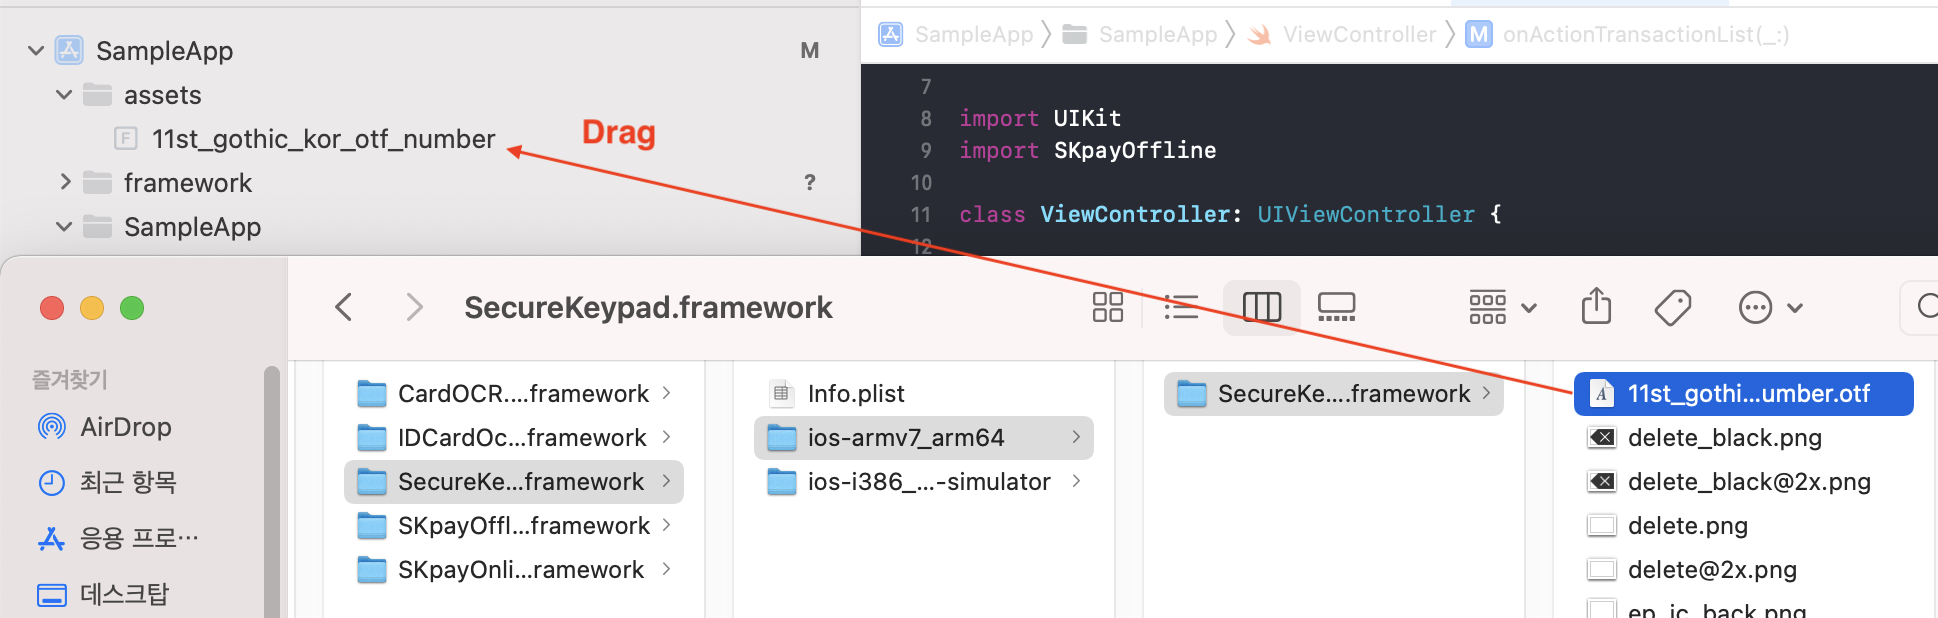 SampleApp
M
assets
11st_gothic_kor_otf_number
framework
?
SampleApp
Drag
SampleApp 〉 SampleApp 〉 ViewController 〉 M onActionTransactionList(_:)
7
8 import UIKit
9 import SKpayOffline
10
11 class ViewController: UIViewController {
12
SecureKeypad.framework
즐겨찾기
AirDrop
최근 항목
응용 프로…
데스크탑
CardOCR....framework
IDCardOc...framework
SecureKe...framework
SKpayOffl...framework
SKpayOnli...ramework
Info.plist
ios-armv7_arm64
ios-i386_...-simulator
SecureKe....framework
11st_gothi...umber.otf
delete_black.png
delete_black@2x.png
delete.png
delete@2x.png
ep_ic_back.png